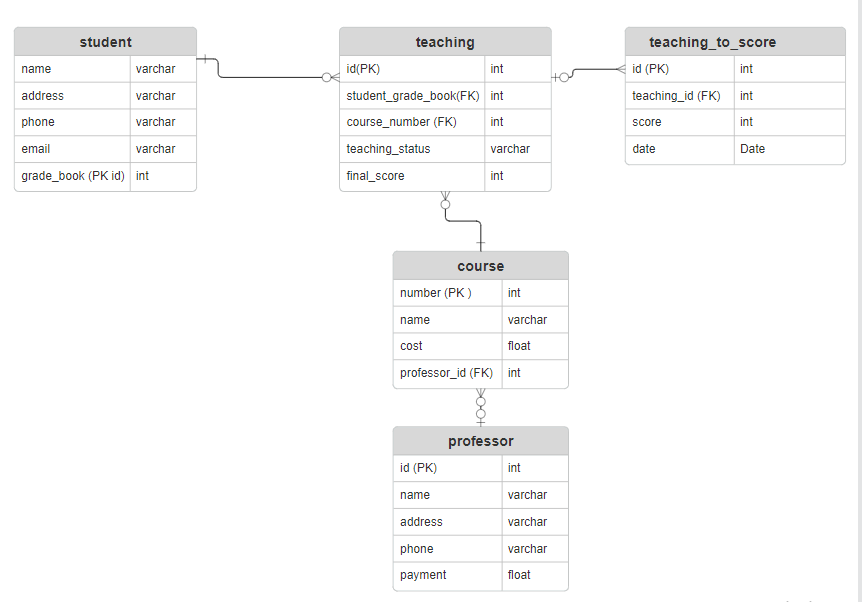 student
name varchar
address varchar
phone varchar
email varchar
grade_book (PK id) int
teaching
id(PK) int
student_grade_book(FK) int
course_number (FK) int
teaching_status varchar
final_score int
teaching_to_score
id (PK) int
teaching_id (FK) int
score int
date Date
course
number (PK ) int
name varchar
cost float
professor_id (FK) int
professor
id (PK) int
name varchar
address varchar
phone varchar
payment float